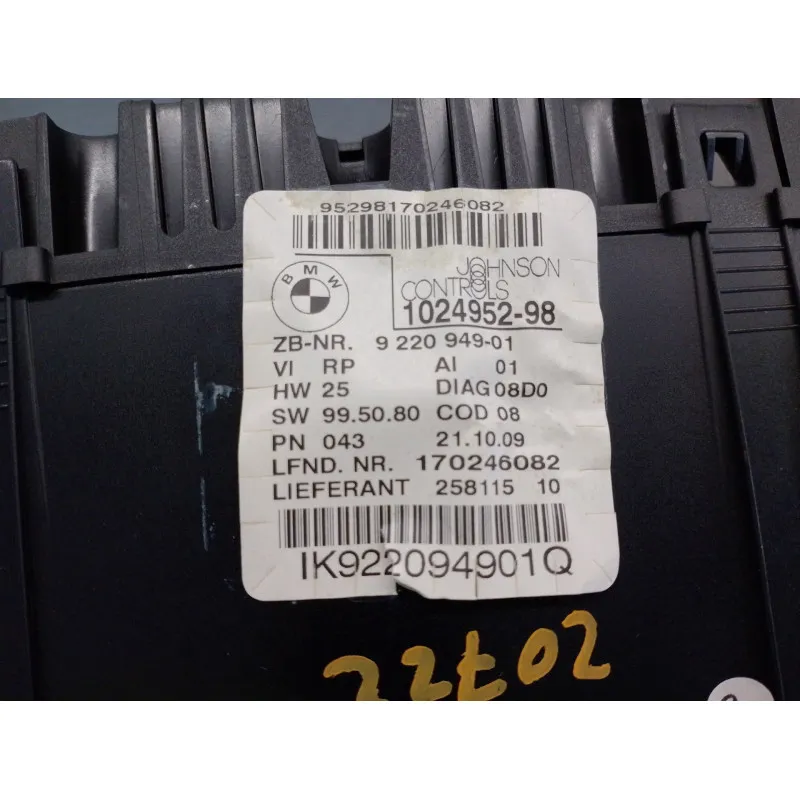 95298170246082
BMW
JOHNSON
CONTROLS
1024952-98
ZB-NR. 9 220 949-01
VI RP AI 01
HW 25 DIAG 08D0
SW 99.50.80 COD 08
PN 043 21.10.09
LFND. NR. 170246082
LIEFERANT 258115 10
IK922094901Q